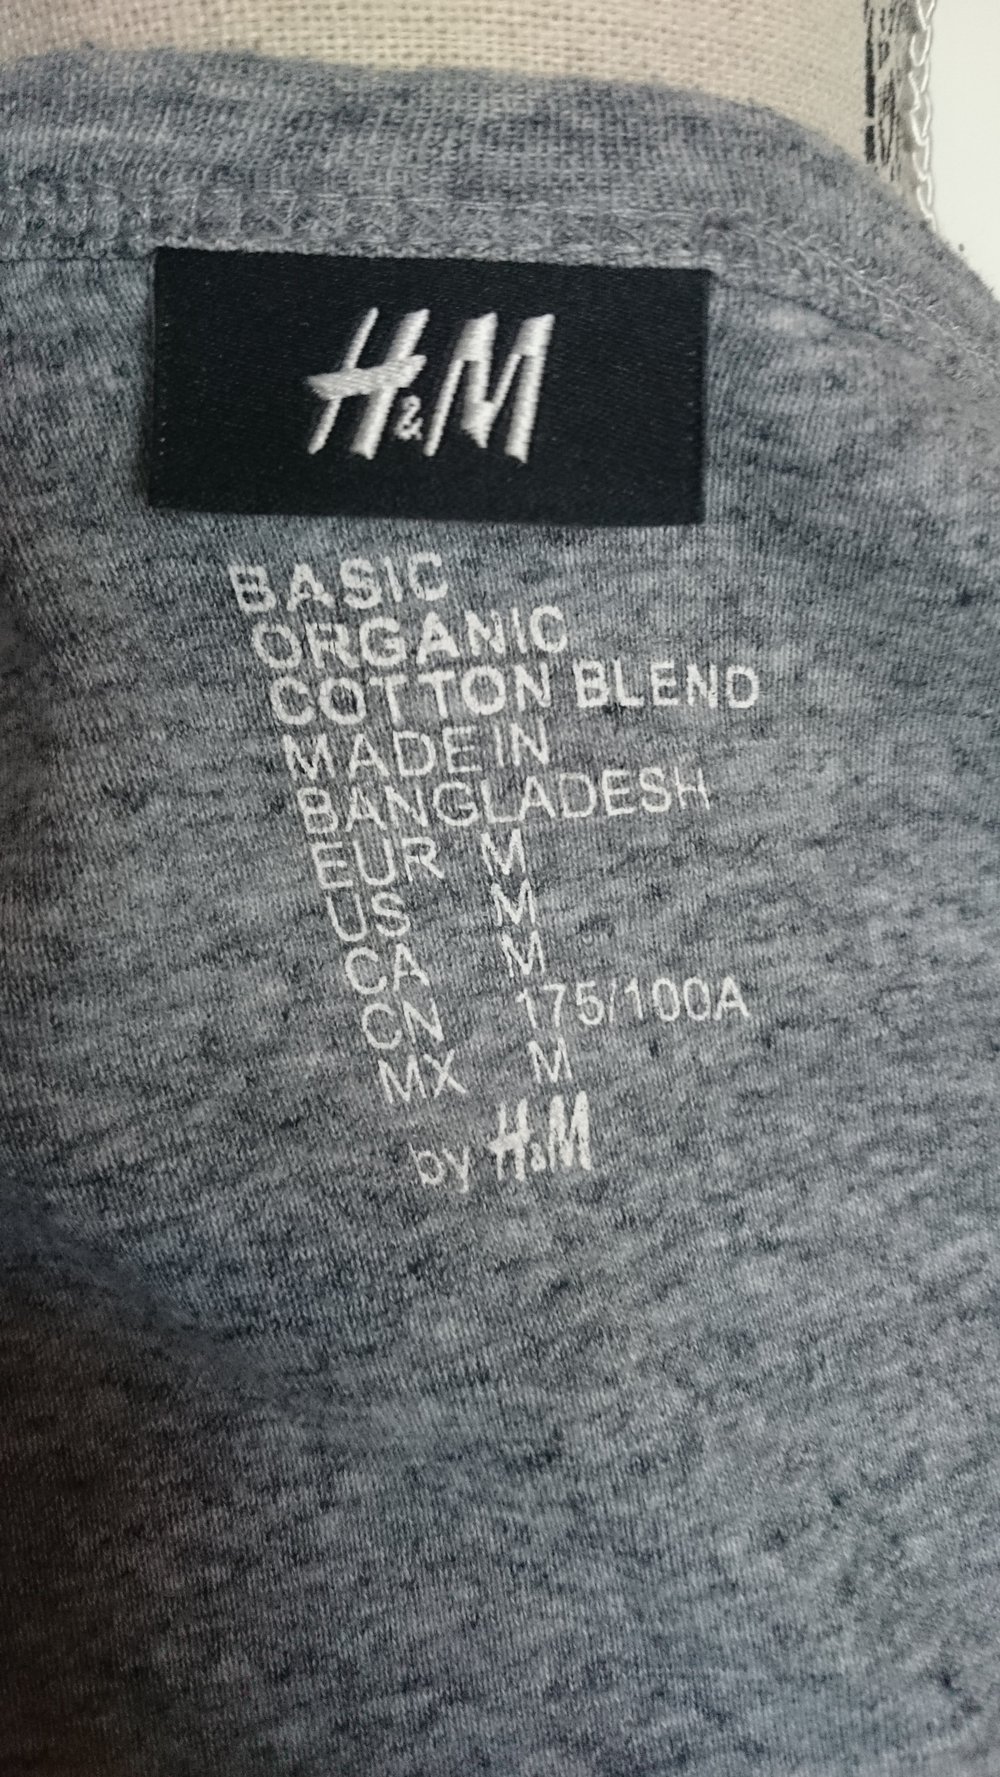 H&M
BASIC
ORGANIC
COTTON BLEND
MADE IN
BANGLADESH
EUR M
US M
CA M
CN 175/100A
MX M
by H&M